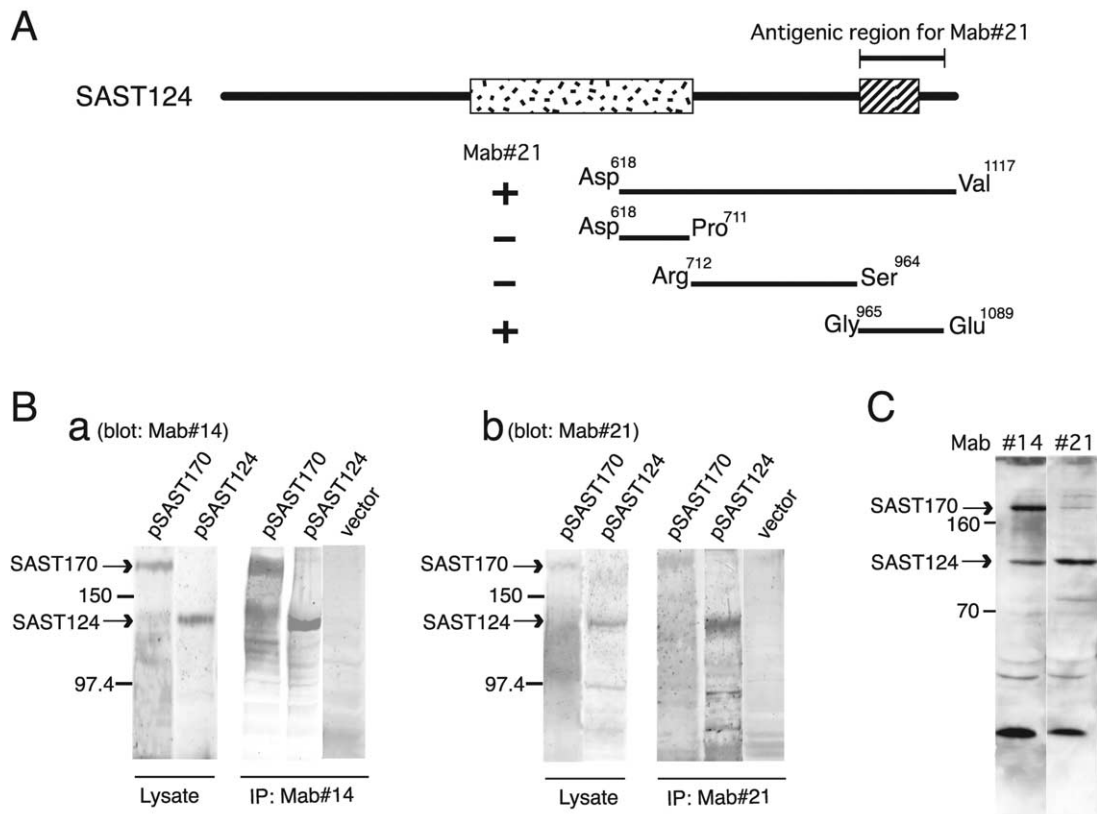 A
Antigenic region for Mab#21
SAST124
Mab#21
+ Asp618 Val1117
− Asp618 Pro711
− Arg712 Ser964
+ Gly965 Glu1089
B
a (blot: Mab#14)
pSAST170 pSAST124 pSAST170 pSAST124 vector
SAST170
150
SAST124
97.4
Lysate IP: Mab#14
b (blot: Mab#21)
pSAST170 pSAST124 pSAST170 pSAST124 vector
SAST170
150
SAST124
97.4
Lysate IP: Mab#21
C
Mab #14 #21
SAST170
160
SAST124
70